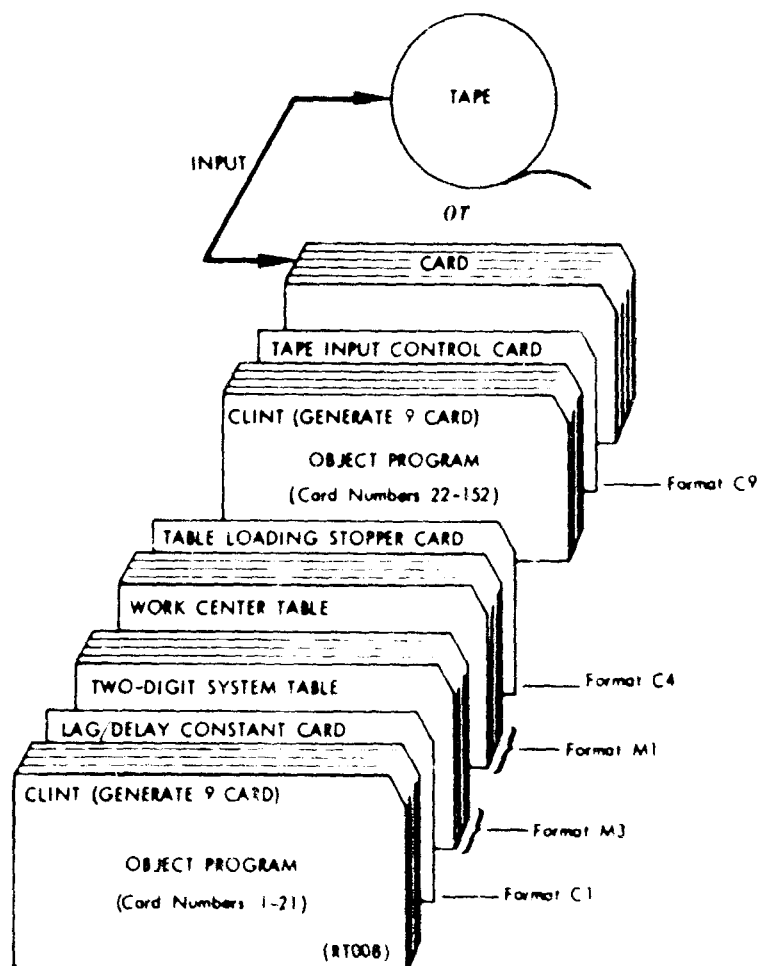 TAPE
INPUT
or
CARD
TAPE INPUT CONTROL CARD
CLINT (GENERATE 9 CARD)
OBJECT PROGRAM
(Card Numbers 22-152)
Format C9
TABLE LOADING STOPPER CARD
WORK CENTER TABLE
Format C4
TWO-DIGIT SYSTEM TABLE
LAG/DELAY CONSTANT CARD
Format M1
CLINT (GENERATE 9 CARD)
Format M3
OBJECT PROGRAM
(Card Numbers 1-21)
Format C1
(RT008)